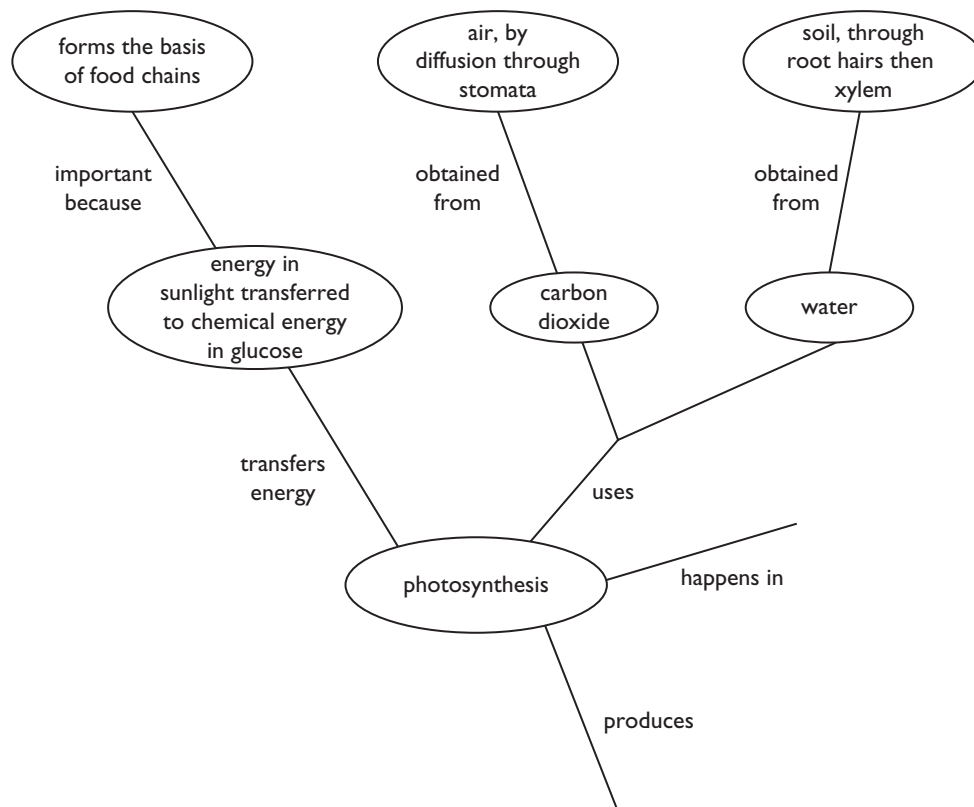 forms the basis
of food chains
air, by
diffusion through
stomata
soil, through
root hairs then
xylem
important
because
obtained
from
obtained
from
energy in
sunlight transferred
to chemical energy
in glucose
carbon
dioxide
water
transfers
energy
uses
happens in
photosynthesis
produces